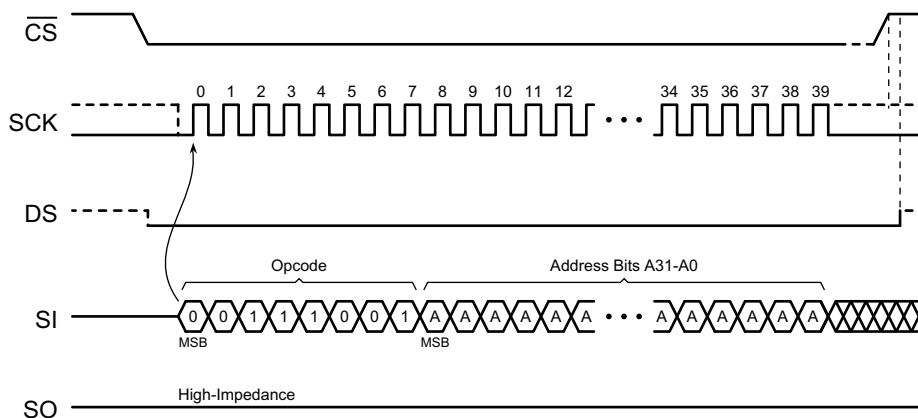 CS
0 1 2 3 4 5 6 7 8 9 10 11 12 34 35 36 37 38 39
SCK
DS
Opcode Address Bits A31-A0
SI 0 0 1 1 1 0 0 1 A A A A A A A A A A A A
MSB MSB
High-Impedance
SO